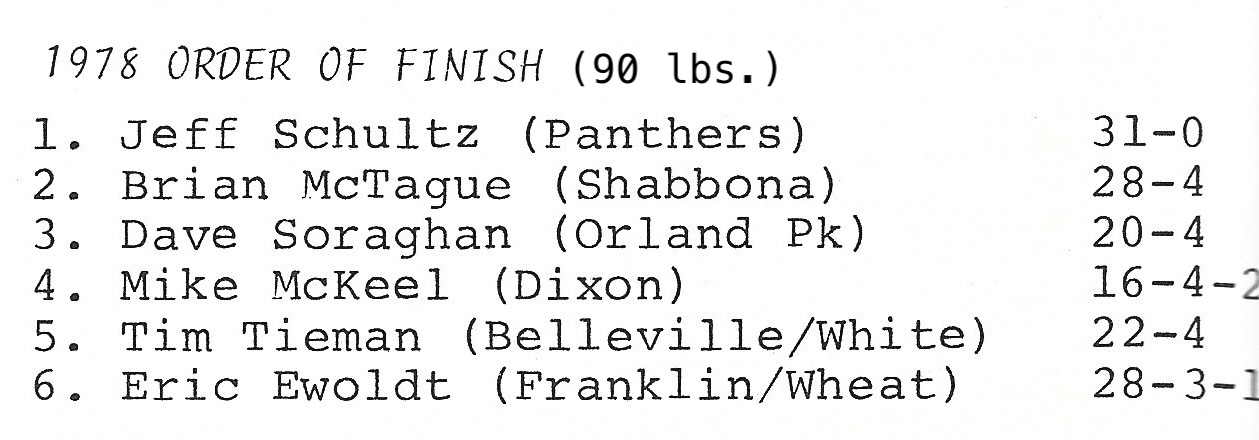 1978 ORDER OF FINISH (90 lbs.)
1. Jeff Schultz (Panthers) 31-0
2. Brian McTague (Shabbona) 28-4
3. Dave Soraghan (Orland Pk) 20-4
4. Mike McKeel (Dixon) 16-4-2
5. Tim Tieman (Belleville/White) 22-4
6. Eric Ewoldt (Franklin/Wheat) 28-3-1